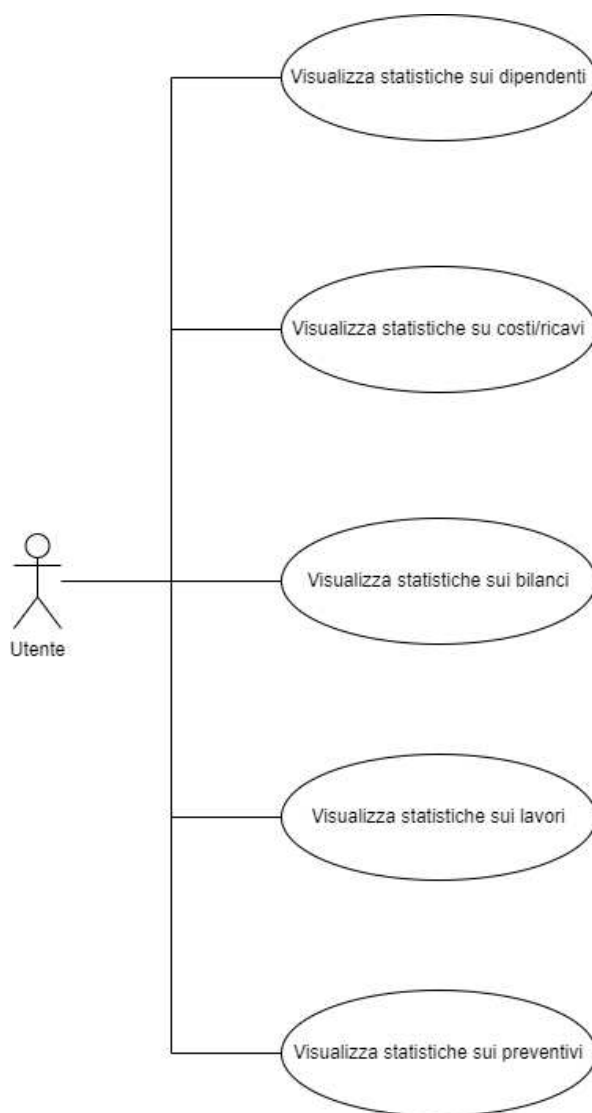 Visualizza statistiche sui dipendenti
Visualizza statistiche su costi/ricavi
Visualizza statistiche sui bilanci
Utente
Visualizza statistiche sui lavori
Visualizza statistiche sui preventivi